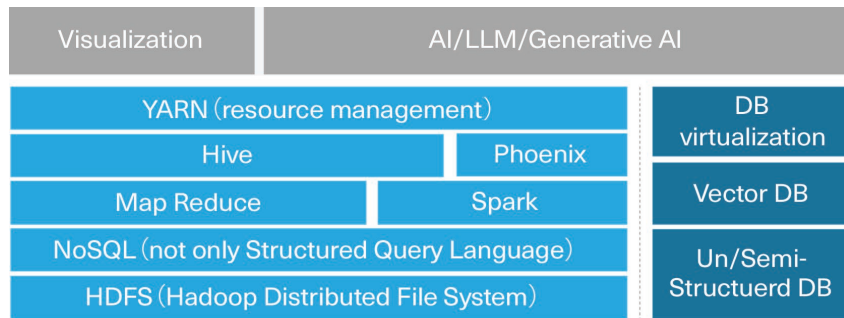 Visualization
AI/LLM/Generative AI
YARN (resource management)
Hive
Phoenix
Map Reduce
Spark
NoSQL (not only Structured Query Language)
HDFS (Hadoop Distributed File System)
DB
virtualization
Vector DB
Un/Semi-
Structuerd DB